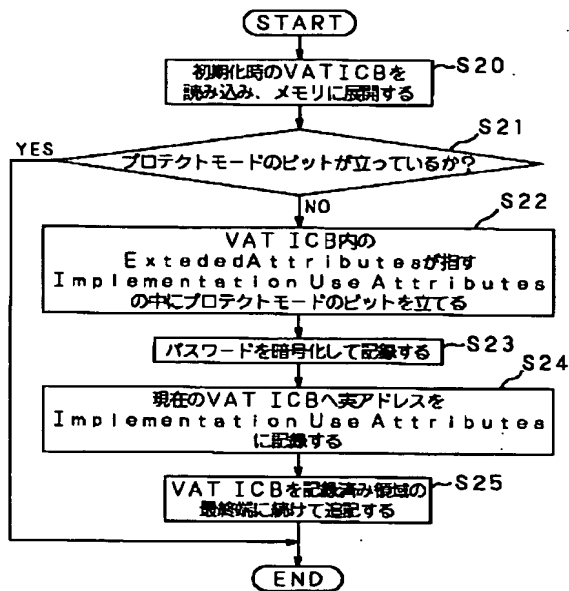 START
初期化時のVATICBを
読み込み、メモリに展開する
S20
プロテクトモードのビットが立っているか?
S21
YES
NO
VAT ICB内の
ExtededAttributesが指す
Implementation Use Attributes
の中にプロテクトモードのビットを立てる
S22
パスワードを暗号化して記録する
S23
現在のVAT ICBへ実アドレスを
Implementation Use Attributes
に記録する
S24
VAT ICBを記録済み領域の
最終端に続けて追記する
S25
END